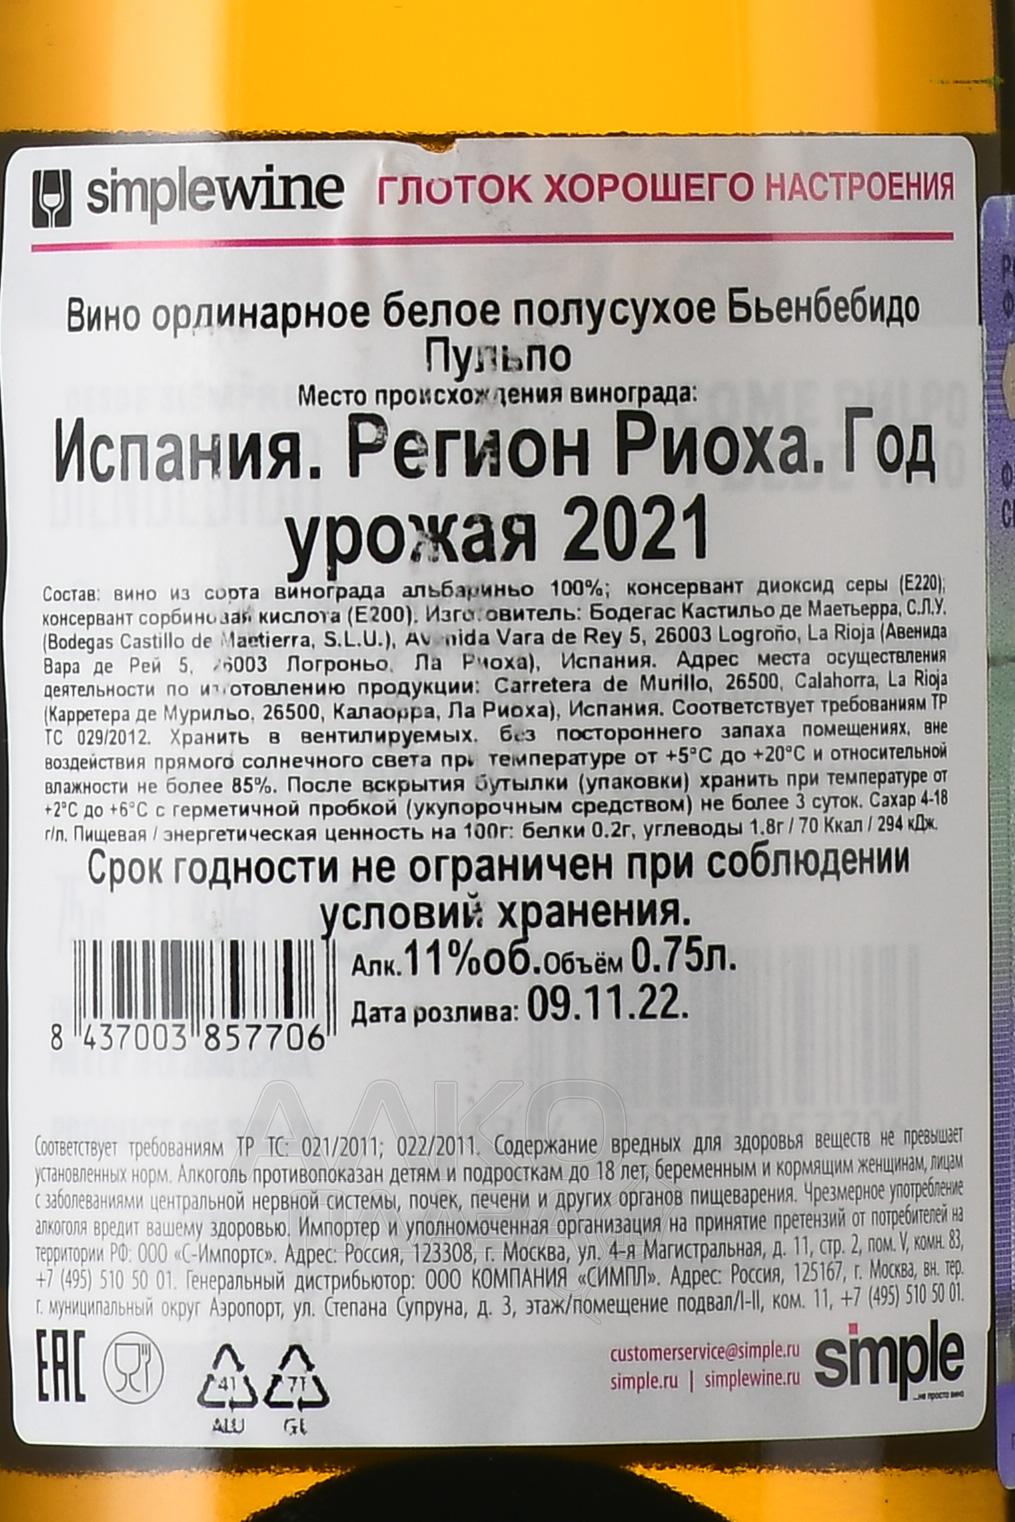 simplewine ГЛОТОК ХОРОШЕГО НАСТРОЕНИЯ
Вино ординарное белое полусухое Бьенбебидо
Пульпо
Место происхождения винограда:
Испания. Регион Риоха. Год
урожая 2021
Состав: вино из сорта винограда альбариньо 100%; консервант диоксид серы (Е220),
консервант сорбиновая кислота (Е200). Изготовитель: Бодегас Кастильо де Маетьерра, С.Л.У.
(Bodegas Castillo de Maetierra, S.L.U.), Avenida Vara de Rey 5, 26003 Logroño, La Rioja (Авенида
Вара де Рей 5, 26003 Логроньо, Ла Риоха), Испания. Адрес места осуществления
деятельности по изготовлению продукции: Carretera de Murillo, 26500, Calahorra, La Rioja
(Карретера де Мурильо, 26500, Калаорра, Ла Риоха), Испания. Соответствует требованиям ТР
ТС 029/2012. Хранить в вентилируемых, без постороннего запаха помещениях, вне
воздействия прямого солнечного света при температуре от +5°С до +20°С и относительной
влажности не более 85%. После вскрытия бутылки (упаковки) хранить при температуре от
+2°С до +6°С с герметичной пробкой (укупорочным средством) не более 3 суток. Сахар 4-18
г/л. Пищевая / энергетическая ценность на 100г: белки 0.2г, углеводы 1.8г / 70 Ккал / 294 кДж.
Срок годности не ограничен при соблюдении
условий хранения.
Алк.11%об.Объём 0.75л.
Дата розлива: 09.11.22.
8 437003 857706
Соответствует требованиям ТР ТС: 021/2011; 022/2011. Содержание вредных для здоровья веществ не превышает
установленных норм. Алкоголь противопоказан детям и подросткам до 18 лет, беременным и кормящим женщинам, лицам
с заболеваниями центральной нервной системы, почек, печени и других органов пищеварения. Чрезмерное употребление
алкоголя вредит вашему здоровью. Импортер и уполномоченная организация на принятие претензий от потребителей на
территории РФ: ООО «С-Импортс». Адрес: Россия, 123308, г. Москва, ул. 4-я Магистральная, д. 11, стр. 2, пом. V, комн. 83,
+7 (495) 510 50 01. Генеральный дистрибьютор: ООО КОМПАНИЯ «СИМПЛ». Адрес: Россия, 125167, г. Москва, вн. тер.
г. муниципальный округ Аэропорт, ул. Степана Супруна, д. 3, этаж/помещение подвал/I-II, ком. 11, +7 (495) 510 50 01.
EAC
41
ALU
71
GL
customerservice@simple.ru
simple.ru | simplewine.ru
simple
...не просто вино